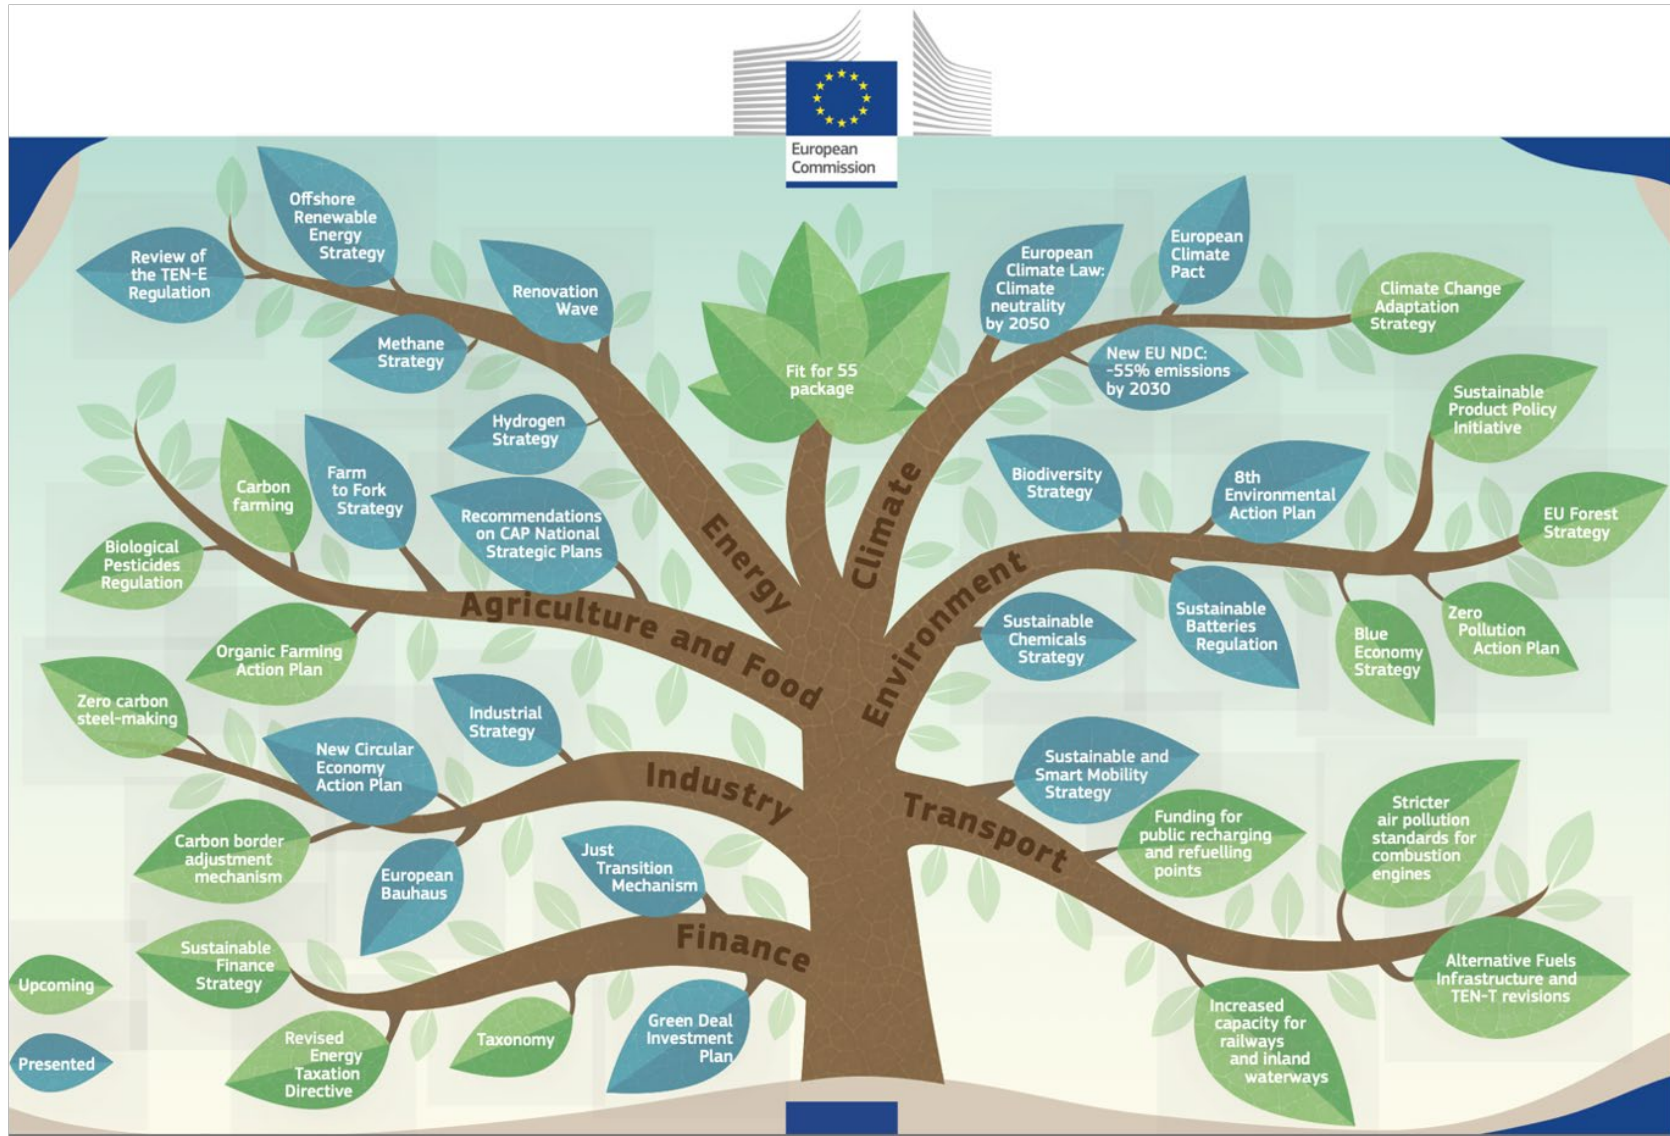 European
Commission
Offshore
Renewable
Energy
Strategy
Review of
the TEN-E
Regulation
Renovation
Wave
Methane
Strategy
Hydrogen
Strategy
Energy
Fit for 55
package
Climate
European
Climate Law:
Climate
neutrality
by 2050
European
Climate
Pact
New EU NDC:
-55% emissions
by 2030
Climate Change
Adaptation
Strategy
Carbon
farming
Farm
to Fork
Strategy
Recommendations
on CAP National
Strategic Plans
Biological
Pesticides
Regulation
Organic Farming
Action Plan
Agriculture and Food
Environment
Biodiversity
Strategy
8th
Environmental
Action Plan
Sustainable
Product Policy
Initiative
EU Forest
Strategy
Sustainable
Chemicals
Strategy
Sustainable
Batteries
Regulation
Blue
Economy
Strategy
Zero
Pollution
Action Plan
Zero carbon
steel-making
New Circular
Economy
Action Plan
Industrial
Strategy
Industry
Carbon border
adjustment
mechanism
European
Bauhaus
Transport
Sustainable and
Smart Mobility
Strategy
Funding for
public recharging
and refuelling
points
Stricter
air pollution
standards for
combustion
engines
Alternative Fuels
Infrastructure and
TEN-T revisions
Increased
capacity for
railways
and inland
waterways
Just
Transition
Mechanism
Finance
Sustainable
Finance
Strategy
Revised
Energy
Taxation
Directive
Taxonomy
Green Deal
Investment
Plan
Upcoming
Presented